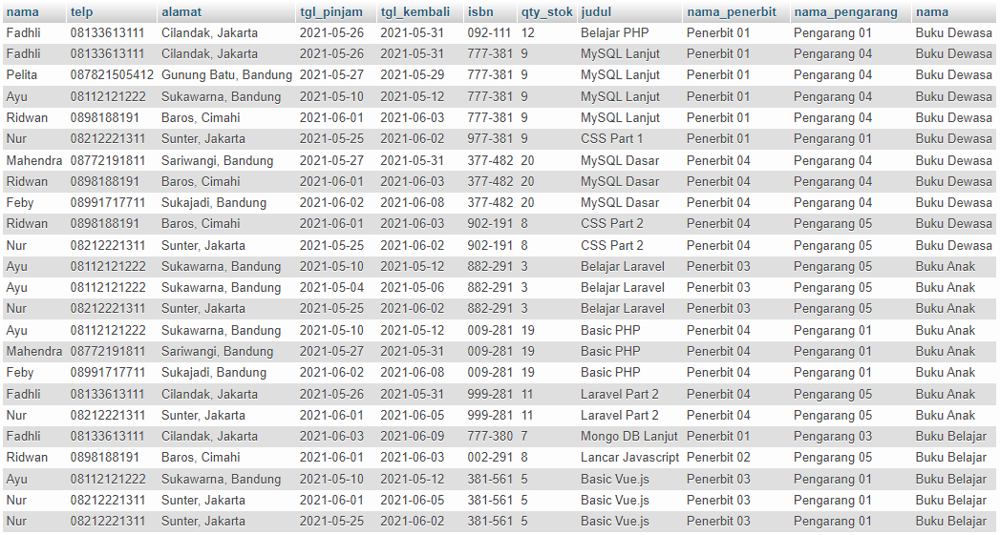 nama telp alamat tgl_pinjam tgl_kembali isbn qty_stok judul nama_penerbit nama_pengarang nama
Fadhli 08133613111 Cilandak, Jakarta 2021-05-26 2021-05-31 092-111 12 Belajar PHP Penerbit 01 Pengarang 01 Buku Dewasa
Fadhli 08133613111 Cilandak, Jakarta 2021-05-26 2021-05-31 777-381 9 MySQL Lanjut Penerbit 01 Pengarang 04 Buku Dewasa
Pelita 087821505412 Gunung Batu, Bandung 2021-05-27 2021-05-29 777-381 9 MySQL Lanjut Penerbit 01 Pengarang 04 Buku Dewasa
Ayu 08112121222 Sukawarna, Bandung 2021-05-10 2021-05-12 777-381 9 MySQL Lanjut Penerbit 01 Pengarang 04 Buku Dewasa
Ridwan 0898188191 Baros, Cimahi 2021-06-01 2021-06-03 777-381 9 MySQL Lanjut Penerbit 01 Pengarang 04 Buku Dewasa
Nur 08212221311 Sunter, Jakarta 2021-05-25 2021-06-02 977-381 9 CSS Part 1 Penerbit 01 Pengarang 01 Buku Dewasa
Mahendra 08772191811 Sariwangi, Bandung 2021-05-27 2021-05-31 377-482 20 MySQL Dasar Penerbit 04 Pengarang 04 Buku Dewasa
Ridwan 0898188191 Baros, Cimahi 2021-06-01 2021-06-03 377-482 20 MySQL Dasar Penerbit 04 Pengarang 04 Buku Dewasa
Feby 08991717711 Sukajadi, Bandung 2021-06-02 2021-06-08 377-482 20 MySQL Dasar Penerbit 04 Pengarang 04 Buku Dewasa
Ridwan 0898188191 Baros, Cimahi 2021-06-01 2021-06-03 902-191 8 CSS Part 2 Penerbit 04 Pengarang 05 Buku Dewasa
Nur 08212221311 Sunter, Jakarta 2021-05-25 2021-06-02 902-191 8 CSS Part 2 Penerbit 04 Pengarang 05 Buku Dewasa
Ayu 08112121222 Sukawarna, Bandung 2021-05-10 2021-05-12 882-291 3 Belajar Laravel Penerbit 03 Pengarang 05 Buku Anak
Ayu 08112121222 Sukawarna, Bandung 2021-05-04 2021-05-06 882-291 3 Belajar Laravel Penerbit 03 Pengarang 05 Buku Anak
Nur 08212221311 Sunter, Jakarta 2021-05-25 2021-06-02 882-291 3 Belajar Laravel Penerbit 03 Pengarang 05 Buku Anak
Ayu 08112121222 Sukawarna, Bandung 2021-05-10 2021-05-12 009-281 19 Basic PHP Penerbit 04 Pengarang 01 Buku Anak
Mahendra 08772191811 Sariwangi, Bandung 2021-05-27 2021-05-31 009-281 19 Basic PHP Penerbit 04 Pengarang 01 Buku Anak
Feby 08991717711 Sukajadi, Bandung 2021-06-02 2021-06-08 009-281 19 Basic PHP Penerbit 04 Pengarang 01 Buku Anak
Fadhli 08133613111 Cilandak, Jakarta 2021-05-26 2021-05-31 999-281 11 Laravel Part 2 Penerbit 04 Pengarang 05 Buku Anak
Nur 08212221311 Sunter, Jakarta 2021-06-01 2021-06-05 999-281 11 Laravel Part 2 Penerbit 04 Pengarang 05 Buku Anak
Fadhli 08133613111 Cilandak, Jakarta 2021-06-03 2021-06-09 777-380 7 Mongo DB Lanjut Penerbit 01 Pengarang 03 Buku Belajar
Ridwan 0898188191 Baros, Cimahi 2021-06-01 2021-06-03 002-291 8 Lancar Javascript Penerbit 02 Pengarang 05 Buku Belajar
Ayu 08112121222 Sukawarna, Bandung 2021-05-10 2021-05-12 381-561 5 Basic Vue.js Penerbit 03 Pengarang 01 Buku Belajar
Nur 08212221311 Sunter, Jakarta 2021-06-01 2021-06-05 381-561 5 Basic Vue.js Penerbit 03 Pengarang 01 Buku Belajar
Nur 08212221311 Sunter, Jakarta 2021-05-25 2021-06-02 381-561 5 Basic Vue.js Penerbit 03 Pengarang 01 Buku Belajar